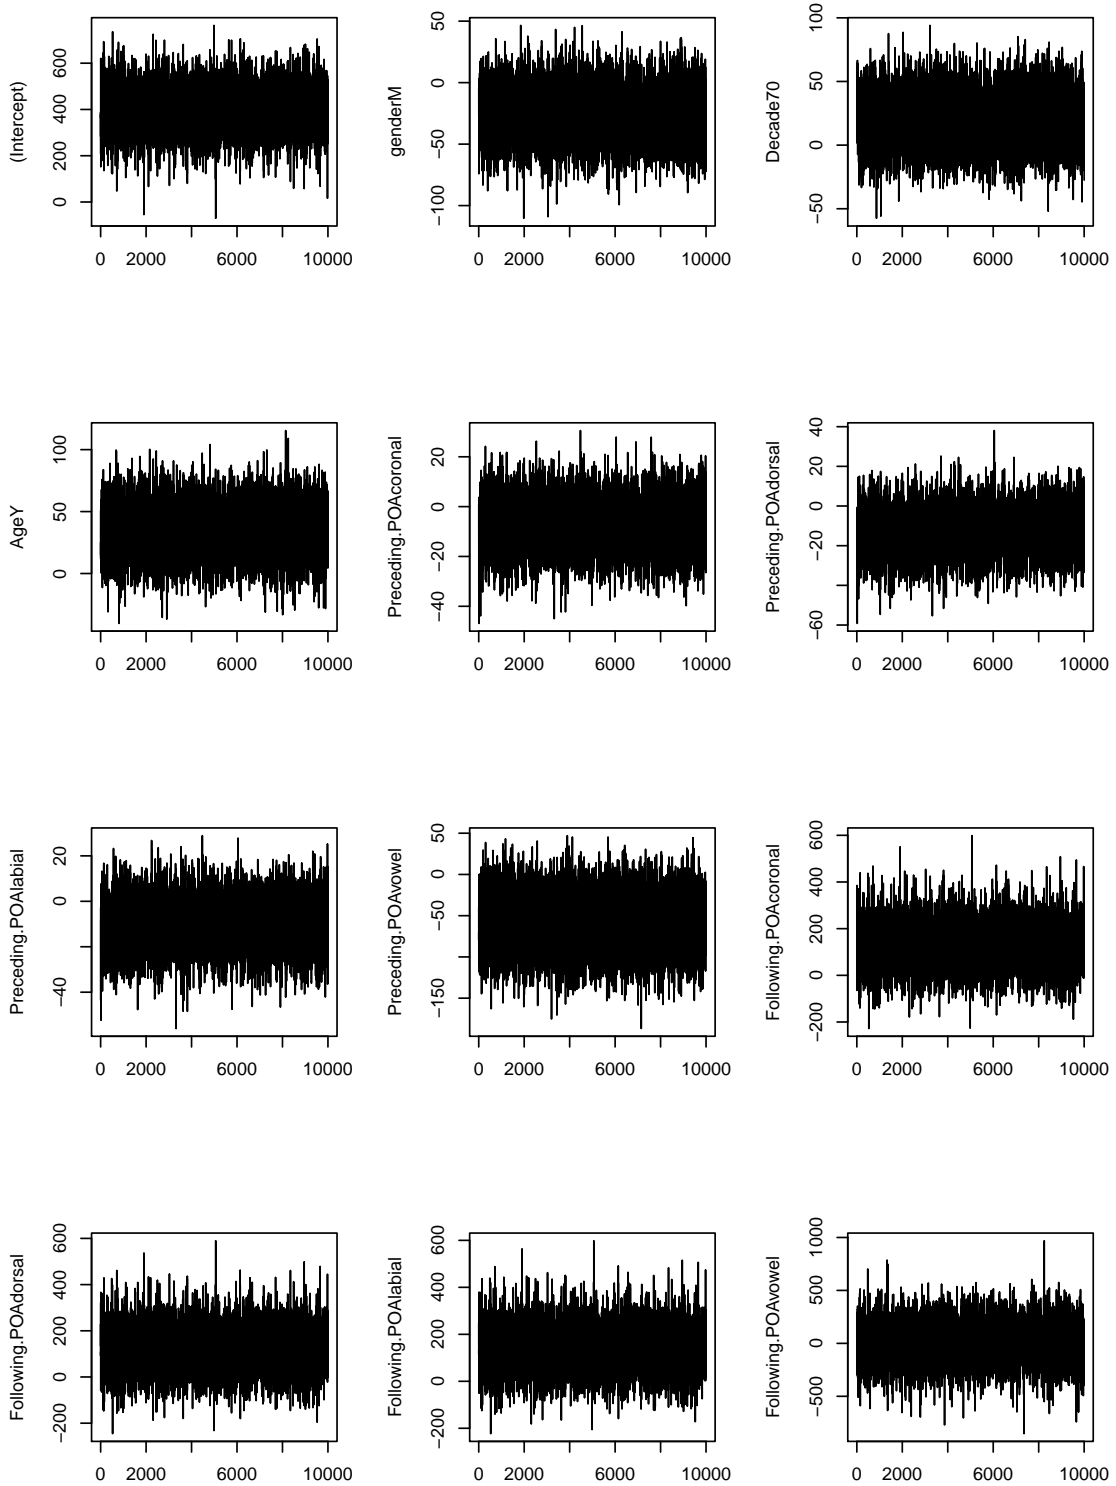 (Intercept)
600
400
200
0
0 2000 6000 10000
genderM
50
0
−50
−100
0 2000 6000 10000
Decade70
100
50
0
−50
0 2000 6000 10000
AgeY
100
50
0
0 2000 6000 10000
Preceding.POAcoronal
20
0
−20
−40
0 2000 6000 10000
Preceding.POAdorsal
40
20
0
−20
−60
0 2000 6000 10000
Preceding.POAlabial
20
0
−40
0 2000 6000 10000
Preceding.POAvowel
50
0
−50
−150
0 2000 6000 10000
Following.POAcoronal
600
400
200
0
−200
0 2000 6000 10000
Following.POAdorsal
600
400
200
0
−200
0 2000 6000 10000
Following.POAlabial
600
400
200
0
−200
0 2000 6000 10000
Following.POAvowel
1000
500
0
−500
0 2000 6000 10000